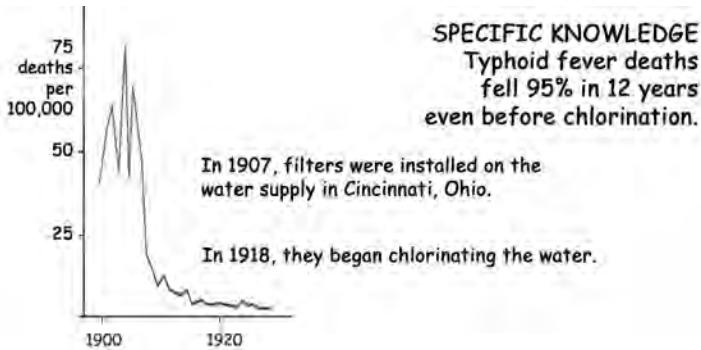 SPECIFIC KNOWLEDGE
Typhoid fever deaths
fell 95% in 12 years
even before chlorination.
75
deaths
per
100,000
50
25
In 1907, filters were installed on the
water supply in Cincinnati, Ohio.
In 1918, they began chlorinating the water.
1900
1920